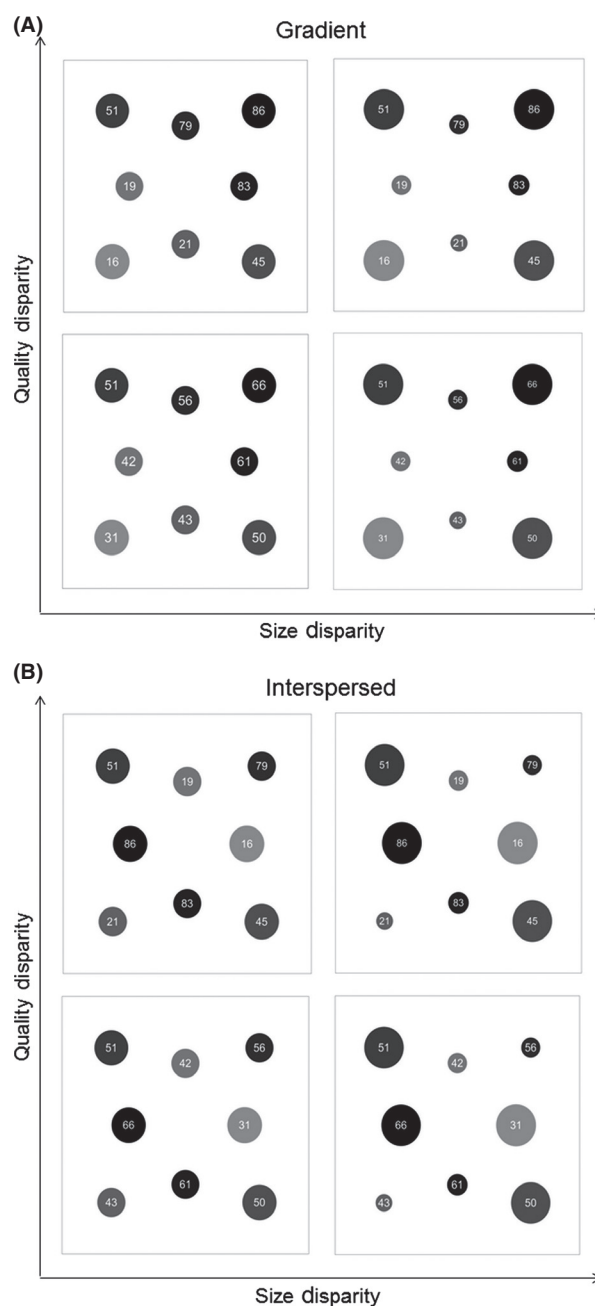 (A)
Gradient
Quality disparity
51 79 86
19 83
16 21 45
51 79 86
19 83
16 21 45
51 56 66
42 61
31 43 50
51 56 66
42 61
31 43 50
Size disparity
(B)
Interspersed
Quality disparity
51 19 79
86 16
21 83 45
51 19 79
86 16
21 83 45
51 42 56
66 31
43 61 50
51 42 56
66 31
43 61 50
Size disparity